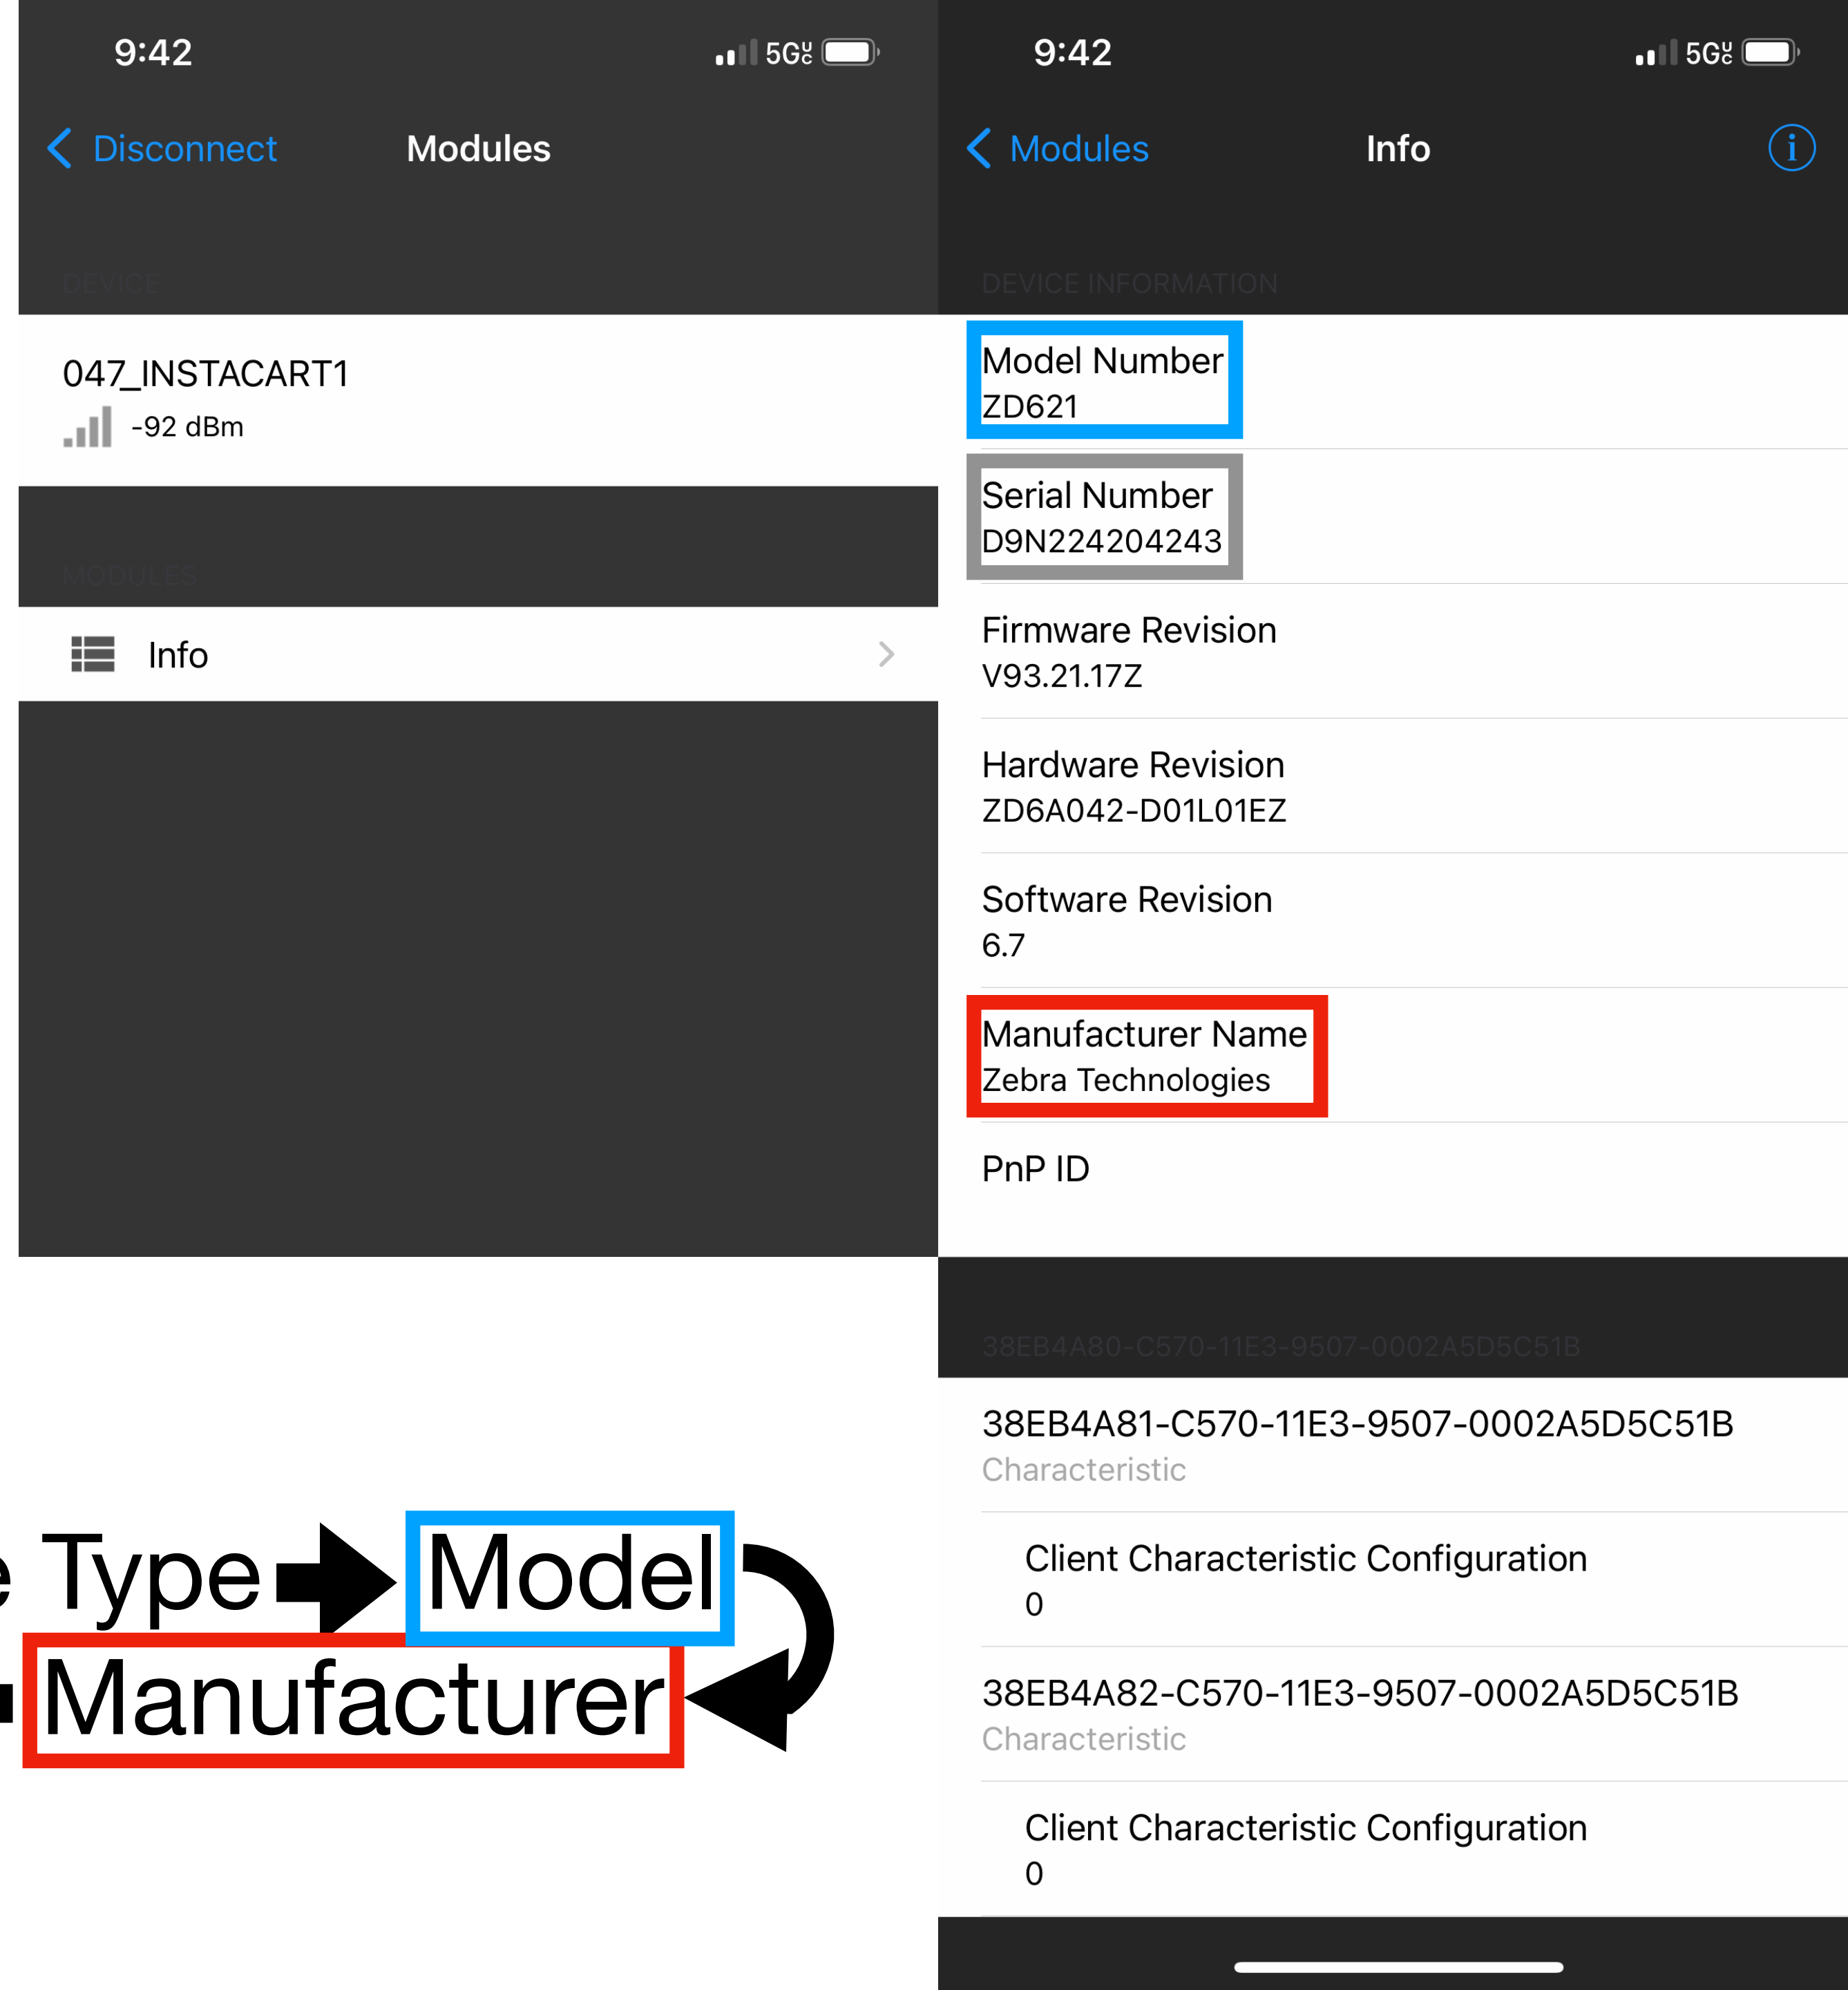 9:42
5GUC
Disconnect
Modules
DEVICE
047_INSTACART1
-92 dBm
MODULES
Info
e Type
Model
Manufacturer
9:42
5GUC
Modules
Info
DEVICE INFORMATION
Model Number
ZD621
Serial Number
D9N224204243
Firmware Revision
V93.21.17Z
Hardware Revision
ZD6A042-D01L01EZ
Software Revision
6.7
Manufacturer Name
Zebra Technologies
PnP ID
38EB4A80-C570-11E3-9507-0002A5D5C51B
38EB4A81-C570-11E3-9507-0002A5D5C51B
Characteristic
Client Characteristic Configuration
0
38EB4A82-C570-11E3-9507-0002A5D5C51B
Characteristic
Client Characteristic Configuration
0